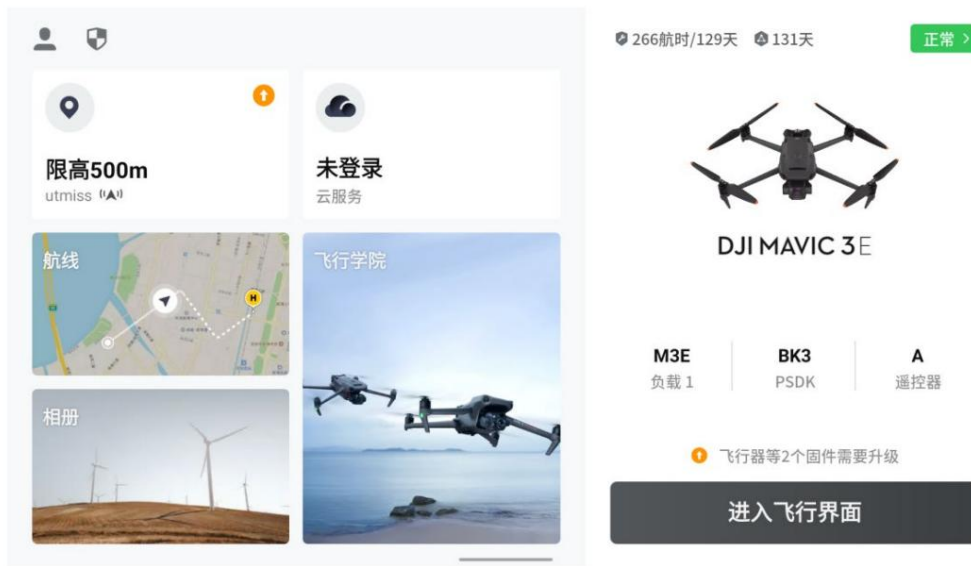 限高500m
utmiss
未登录
云服务
航线
H
飞行学院
相册
266航时/129天 131天 正常 >
DJI MAVIC 3E
M3E BK3 A
负载 1 PSDK 遥控器
飞行器等2个固件需要升级
进入飞行界面